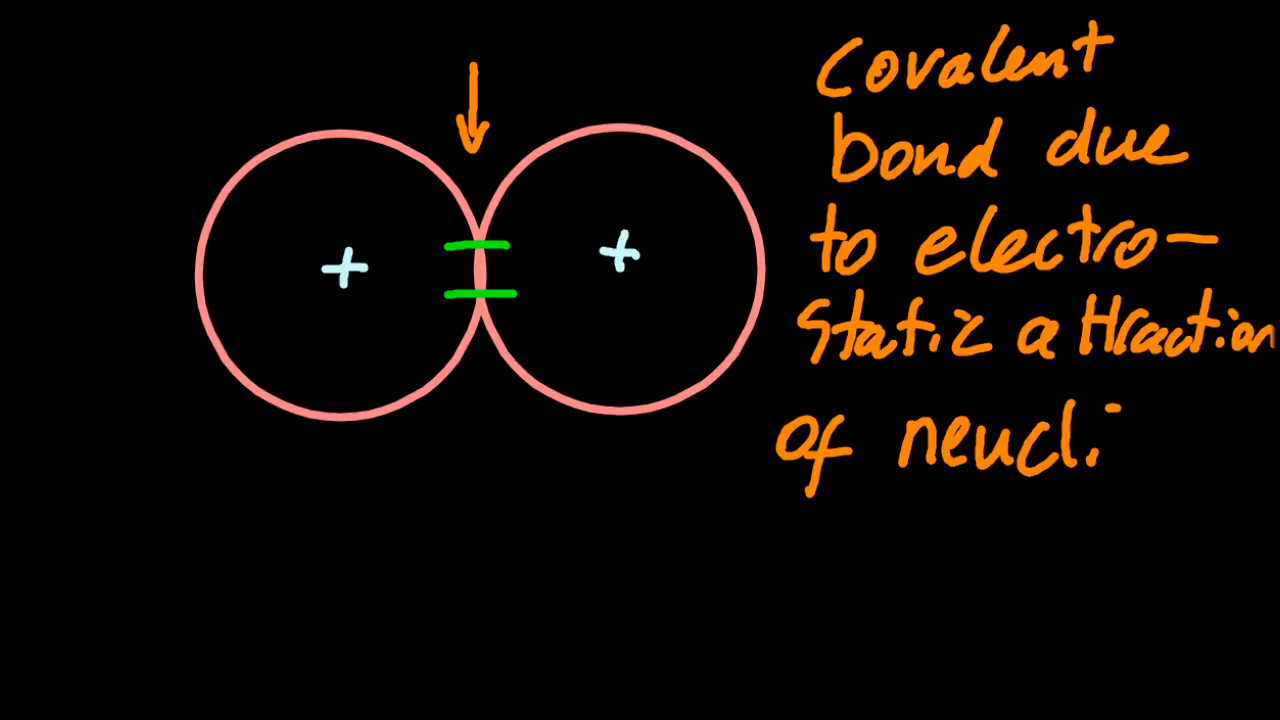 + +
Covalent
bond due
to electro-
static attraction
of neucli